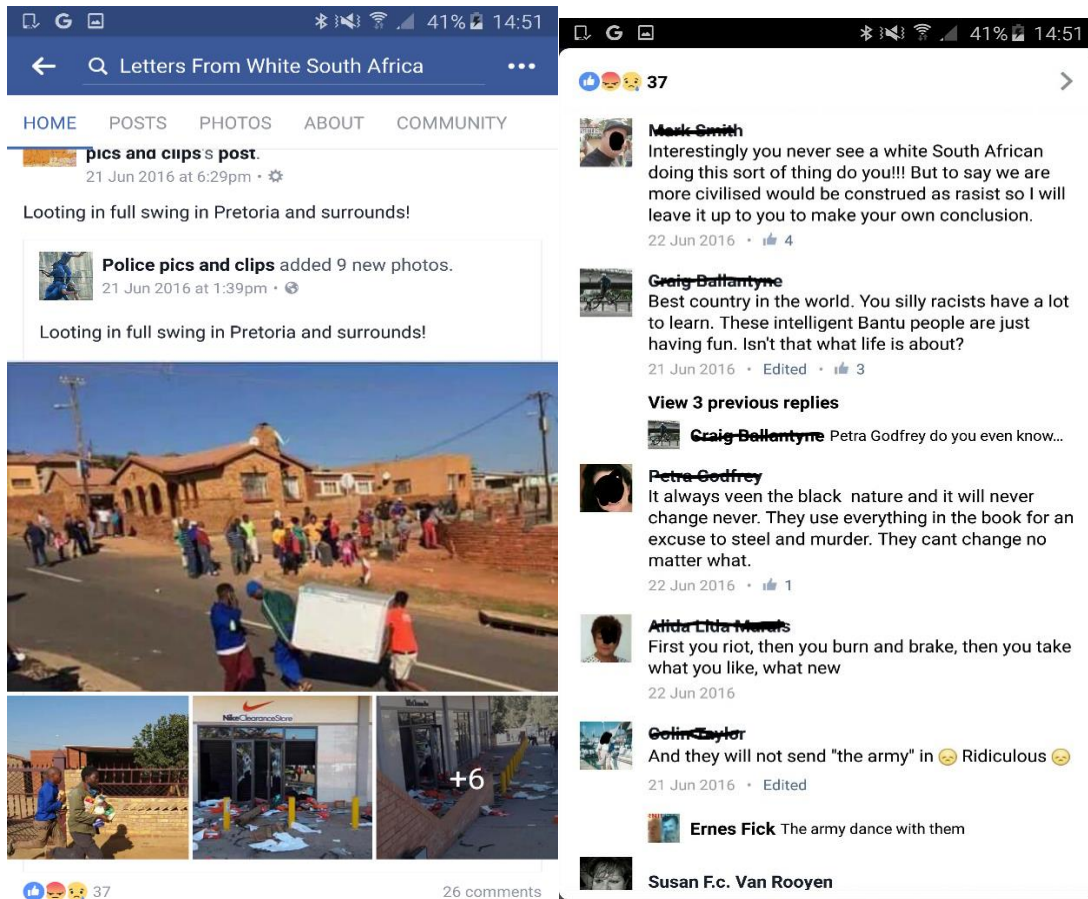 41% 14:51
Letters From White South Africa
HOME POSTS PHOTOS ABOUT COMMUNITY
pics and clips's post.
21 Jun 2016 at 6:29pm
Looting in full swing in Pretoria and surrounds!
Police pics and clips added 9 new photos.
21 Jun 2016 at 1:39pm
Looting in full swing in Pretoria and surrounds!
NikeClearanceStore
+6
37 26 comments
41% 14:51
37
Mark Smith
Interestingly you never see a white South African
doing this sort of thing do you!!! But to say we are
more civilised would be construed as rasist so I will
leave it up to you to make your own conclusion.
22 Jun 2016 • 4
Craig Ballantyne
Best country in the world. You silly racists have a lot
to learn. These intelligent Bantu people are just
having fun. Isn't that what life is about?
21 Jun 2016 • Edited • 3
View 3 previous replies
Craig Ballantyne Petra Godfrey do you even know...
Petra Godfrey
It always veen the black nature and it will never
change never. They use everything in the book for an
excuse to steel and murder. They cant change no
matter what.
22 Jun 2016 • 1
Alida Lida Marais
First you riot, then you burn and brake, then you take
what you like, what new
22 Jun 2016
Colin Taylor
And they will not send "the army" in 😞 Ridiculous 😞
21 Jun 2016 • Edited
Ernes Fick The army dance with them
Susan F.c. Van Rooyen